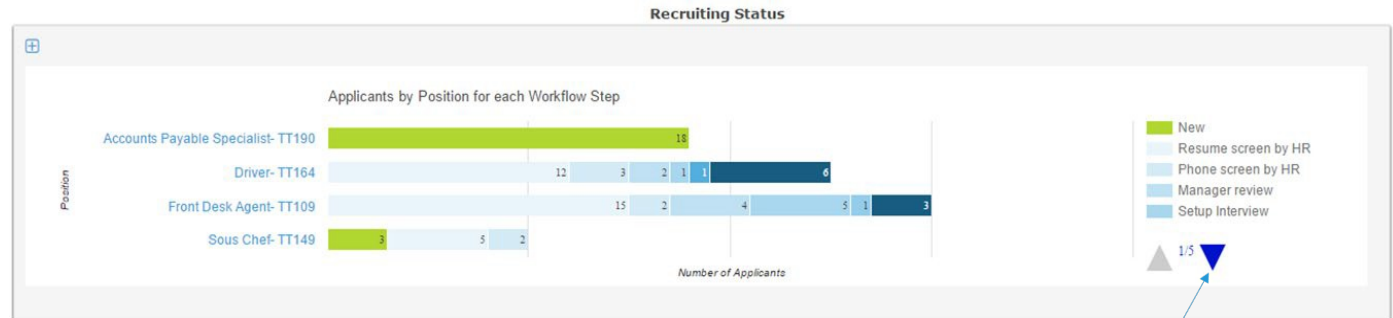 Recruiting Status
Applicants by Position for each Workflow Step
Position
Accounts Payable Specialist- TT190
18
Driver- TT164
12 3 2 1 1 6
Front Desk Agent- TT109
15 2 4 5 1 3
Sous Chef- TT149
3 5 2
Number of Applicants
New
Resume screen by HR
Phone screen by HR
Manager review
Setup Interview
1/5